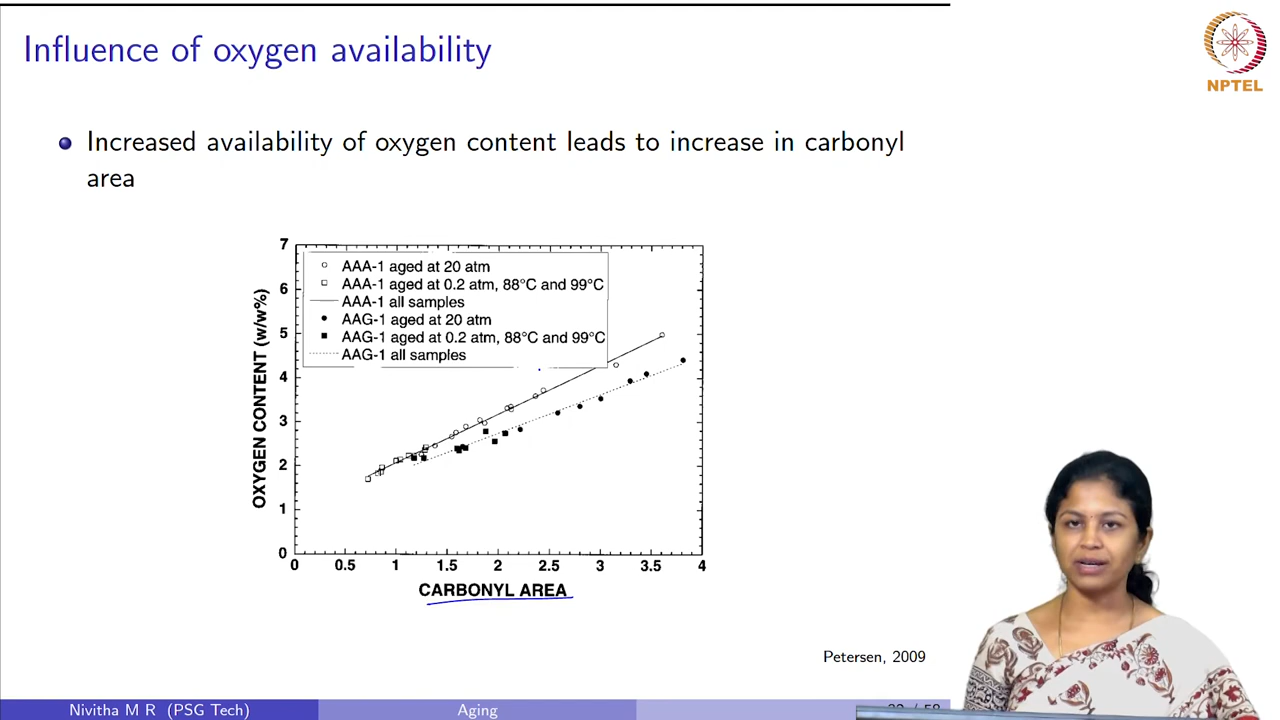 Influence of oxygen availability
NPTEL
Increased availability of oxygen content leads to increase in carbonyl
area
7
6
5
4
3
2
1
0
OXYGEN CONTENT (w/w%)
AAA-1 aged at 20 atm
AAA-1 aged at 0.2 atm, 88°C and 99°C
AAA-1 all samples
AAG-1 aged at 20 atm
AAG-1 aged at 0.2 atm, 88°C and 99°C
AAG-1 all samples
0 0.5 1 1.5 2 2.5 3 3.5 4
CARBONYL AREA
Petersen, 2009
Nivitha M R (PSG Tech)
Aging